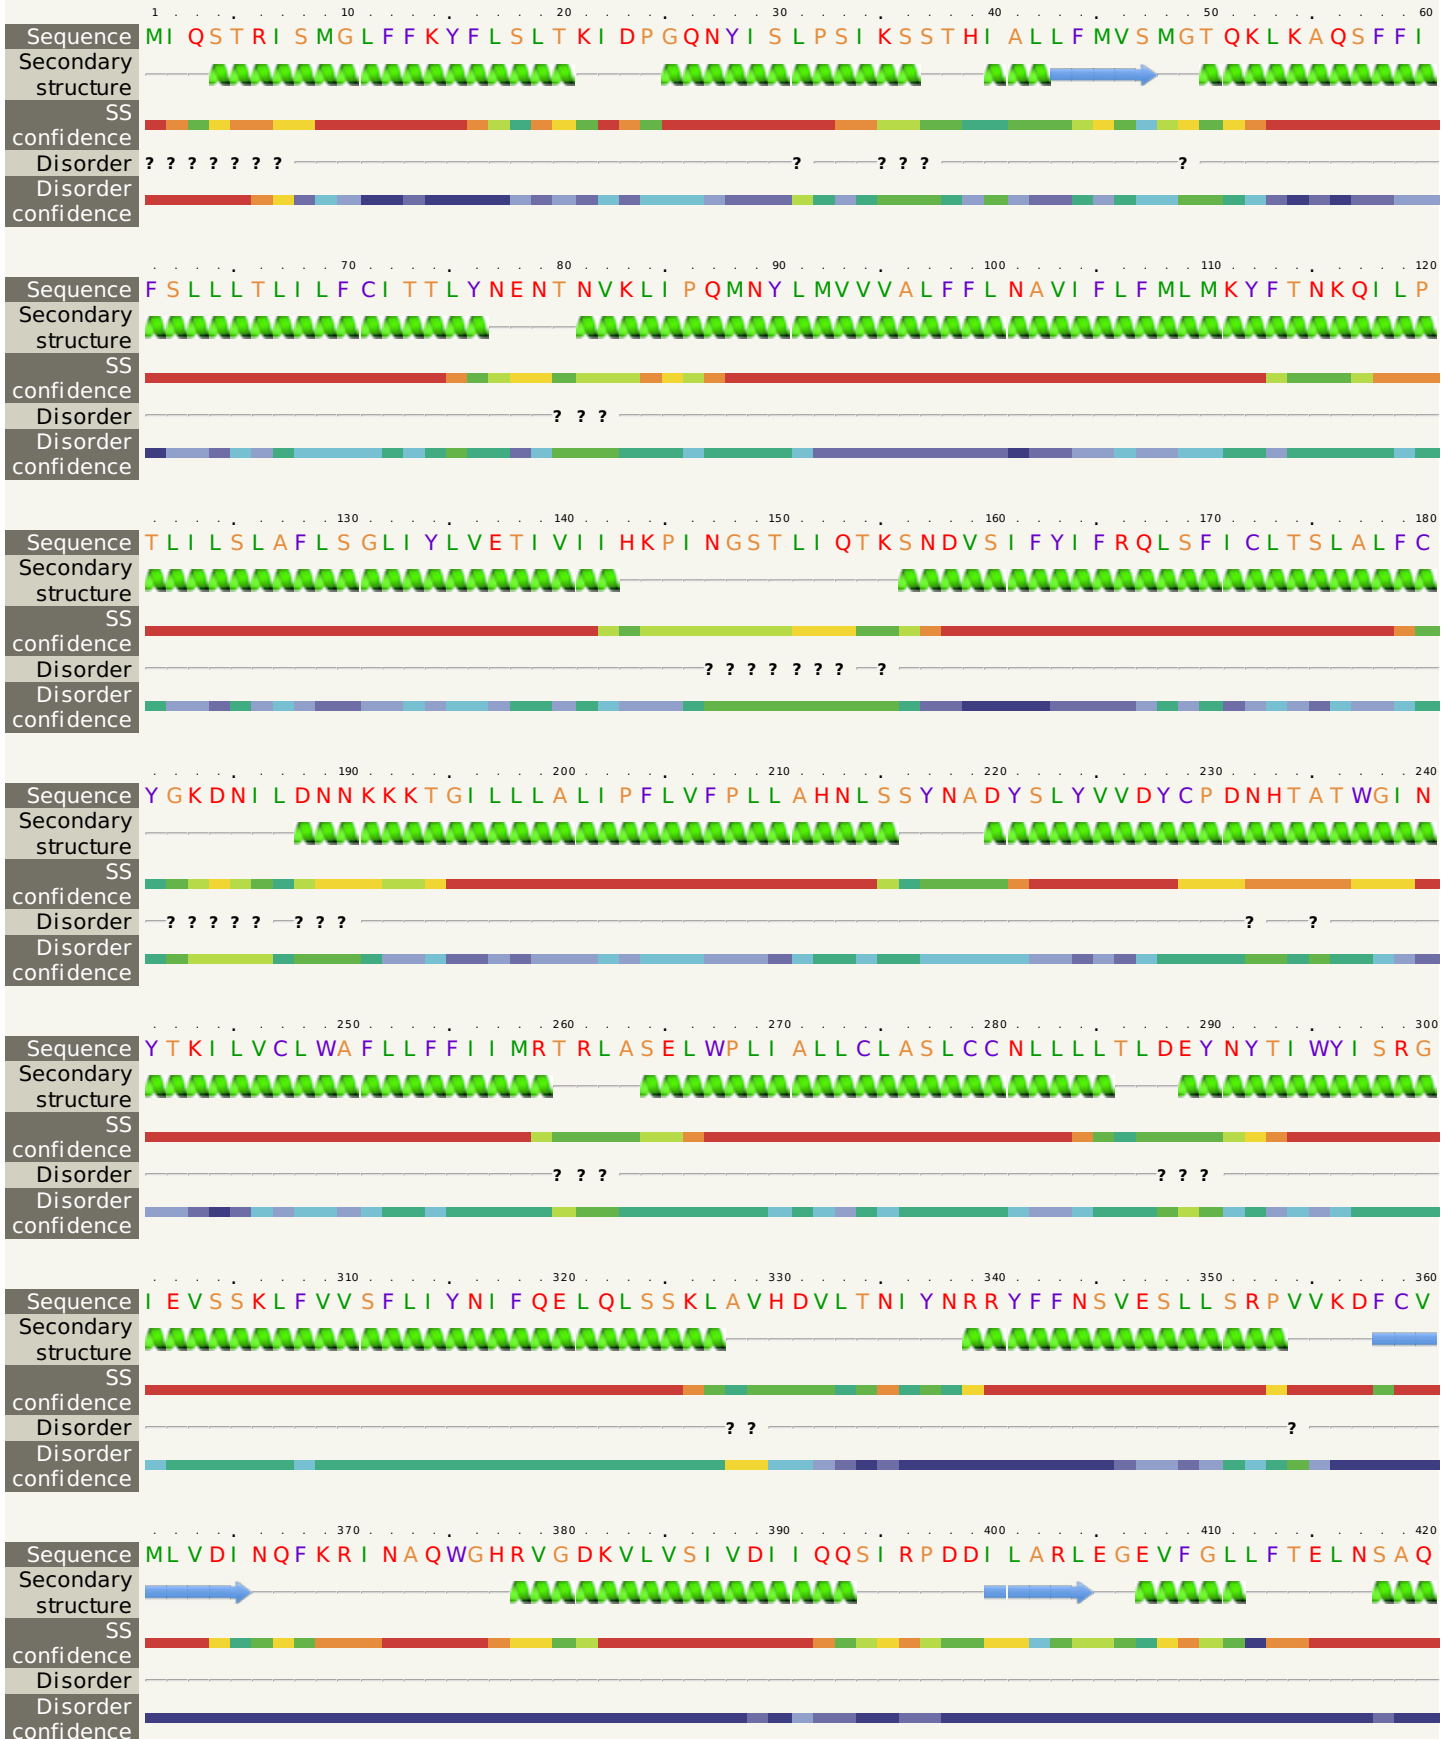 1 . . . . . . . . 10 . . . . . . . . . 20 . . . . . . . . . 30 . . . . . . . . . 40 . . . . . . . . . 50 . . . . . . . . . 60
Sequence MIQSTRISMGLFFKYFLSLTKIDPGQNYISLPSIKSSTHIALLFMVSMGTQKLKAQSFFI
Secondary
structure
SS
confidence
Disorder ? ? ? ? ? ? ? ? ? ? ? ?
Disorder
confidence
. . . . . . . . . 70 . . . . . . . . . 80 . . . . . . . . . 90 . . . . . . . . . 100 . . . . . . . . . 110 . . . . . . . . . 120
Sequence FSLLLTLILFCITTLYNENTNVKLIPQMNYLMVVVALFFLNAVIFLFMLMKYFTNKQILP
Secondary
structure
SS
confidence
Disorder ? ? ?
Disorder
confidence
. . . . . . . . . 130 . . . . . . . . . 140 . . . . . . . . . 150 . . . . . . . . . 160 . . . . . . . . . 170 . . . . . . . . . 180
Sequence TLILSLAFLSGLIYLVETIVIIHKPINGSTLIQTKSNDVSIFYIFRQLSFICLTSLALFC
Secondary
structure
SS
confidence
Disorder ? ? ? ? ? ? ? ?
Disorder
confidence
. . . . . . . . . 190 . . . . . . . . . 200 . . . . . . . . . 210 . . . . . . . . . 220 . . . . . . . . . 230 . . . . . . . . . 240
Sequence YGKDNILDNNKKKTGILLLALIPFLVFPLLAHNLSSYNADYSLYVVDYCPDNHTATWGIN
Secondary
structure
SS
confidence
Disorder ? ? ? ? ? ? ? ? ? ?
Disorder
confidence
. . . . . . . . . 250 . . . . . . . . . 260 . . . . . . . . . 270 . . . . . . . . . 280 . . . . . . . . . 290 . . . . . . . . . 300
Sequence YTKILVCLWAFLLFFIIMRTRLASELWPLIALLCLASLCCNLLLLTLDEYNYTIWYISRG
Secondary
structure
SS
confidence
Disorder ? ? ? ? ? ?
Disorder
confidence
. . . . . . . . . 310 . . . . . . . . . 320 . . . . . . . . . 330 . . . . . . . . . 340 . . . . . . . . . 350 . . . . . . . . . 360
Sequence IEVSSKLFVVSFLIYNIFQELQLSSKLAVHDVLTNIYNRRYFFNSVESLLSRPVVKDFCV
Secondary
structure
SS
confidence
Disorder ? ? ?
Disorder
confidence
. . . . . . . . . 370 . . . . . . . . . 380 . . . . . . . . . 390 . . . . . . . . . 400 . . . . . . . . . 410 . . . . . . . . . 420
Sequence MLVDINQFKRINAQWGHRVGDKVLVSIVDIIQQSIRPDDILARLEGEVFGLLFTELNSAQ
Secondary
structure
SS
confidence
Disorder
Disorder
confidence